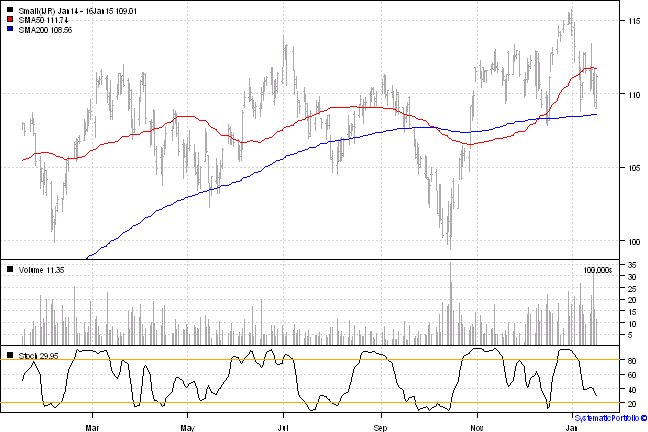 Small(IJR) Jan14 - 16Jan15 109.01
SMA50 111.74
SMA200 108.56
115
110
105
100
Volume 11.35
100,000s
35
30
25
20
15
10
5
Stoch 29.95
80
60
40
20
Mar May Jul Sep Nov Jan
SystematicPortfolio ©